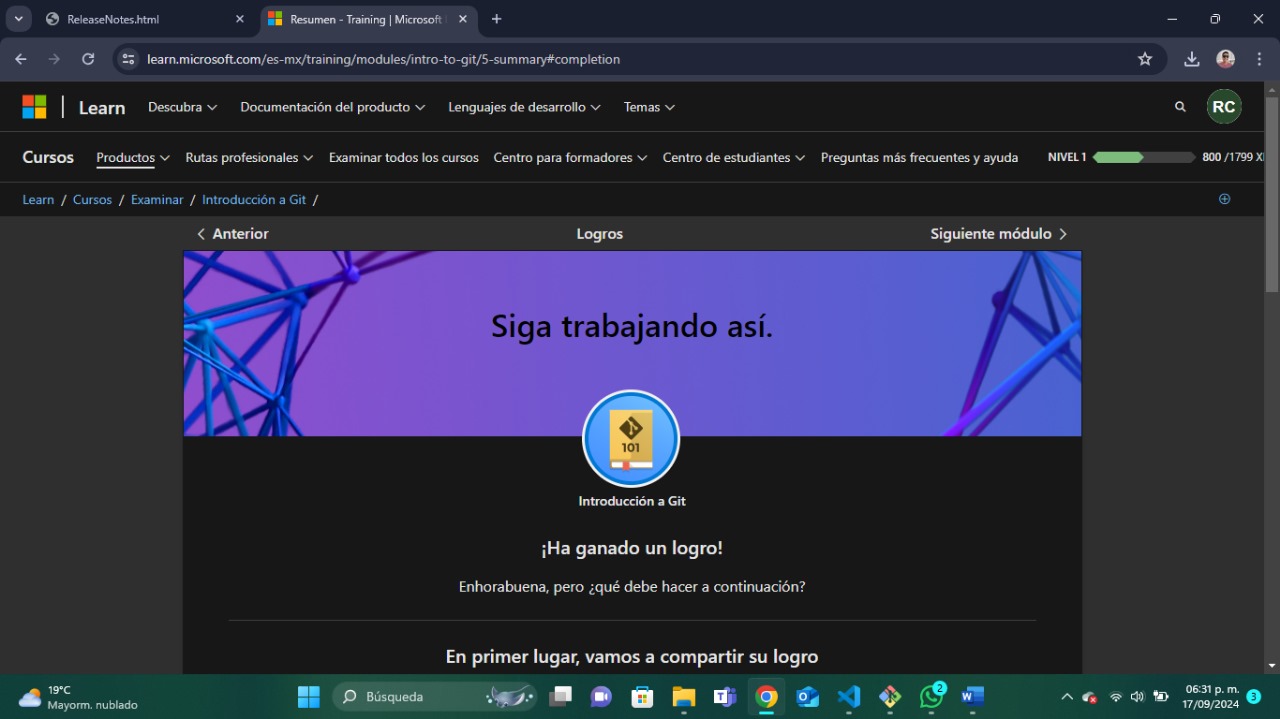 ReleaseNotes.html
Resumen - Training | Microsoft
learn.microsoft.com/es-mx/training/modules/intro-to-git/5-summary#completion
Learn Descubra Documentación del producto Lenguajes de desarrollo Temas RC
Cursos Productos Rutas profesionales Examinar todos los cursos Centro para formadores Centro de estudiantes Preguntas más frecuentes y ayuda NIVEL 1 800 /1799 X
Learn / Cursos / Examinar / Introducción a Git /
Anterior Logros Siguiente módulo
Siga trabajando así.
101
Introducción a Git
¡Ha ganado un logro!
Enhorabuena, pero ¿qué debe hacer a continuación?
En primer lugar, vamos a compartir su logro
19°C
Mayorm. nublado
Búsqueda
2
06:31 p. m.
17/09/2024
3